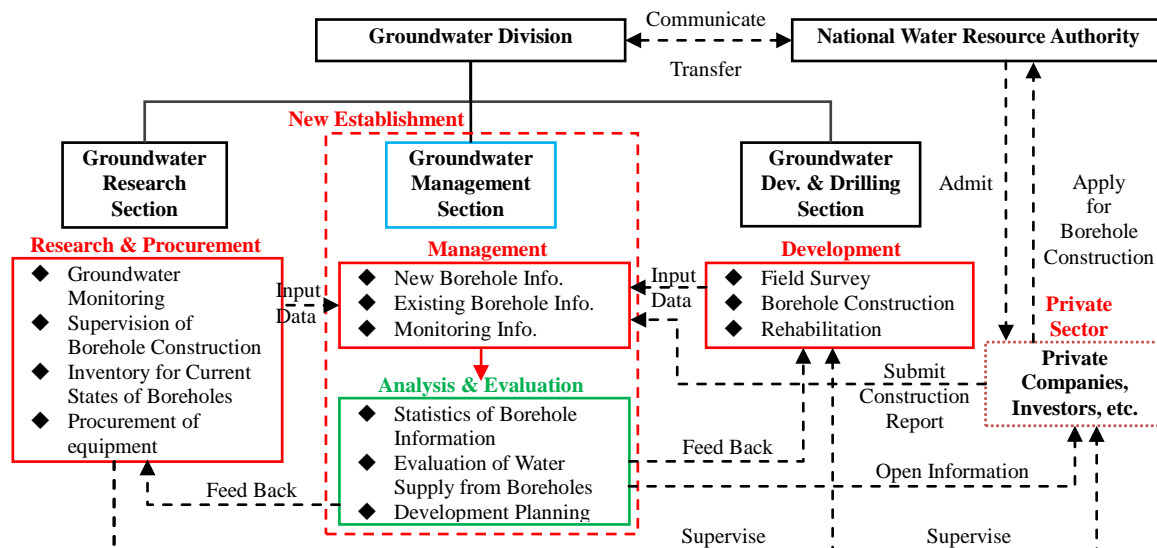 Communicate
Groundwater Division
National Water Resource Authority
Transfer
New Establishment
Groundwater
Research
Section
Groundwater
Management
Section
Groundwater
Dev. & Drilling
Section
Admit
Apply
for
Borehole
Construction
Research & Procurement
◆ Groundwater
Monitoring
◆ Supervision of
Borehole Construction
◆ Inventory for Current
States of Boreholes
◆ Procurement of
equipment
Input
Data
Management
◆ New Borehole Info.
◆ Existing Borehole Info.
◆ Monitoring Info.
Input
Data
Development
◆ Field Survey
◆ Borehole Construction
◆ Rehabilitation
Private
Sector
Private
Companies,
Investors, etc.
Submit
Construction
Report
Analysis & Evaluation
◆ Statistics of Borehole
Information
◆ Evaluation of Water
Supply from Boreholes
◆ Development Planning
Feed Back
Feed Back
Open Information
Supervise
Supervise